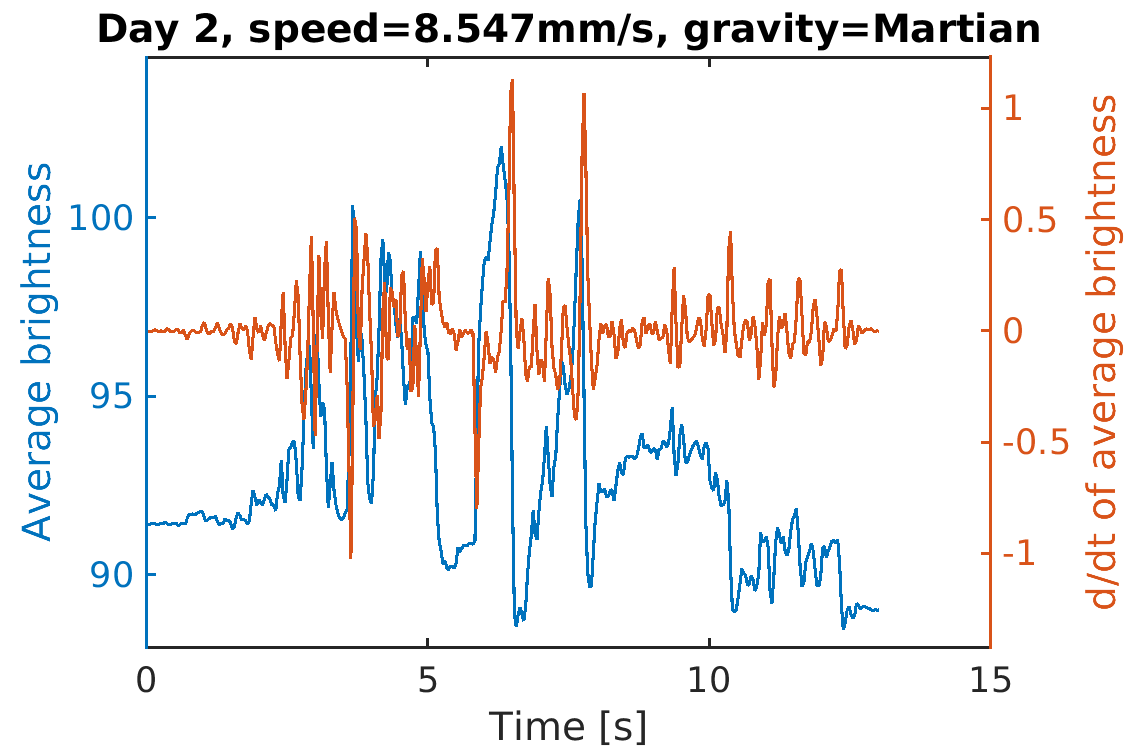 Day 2, speed=8.547mm/s, gravity=Martian
Average brightness
100
95
90
1
0.5
0
-0.5
-1
d/dt of average brightness
0 5 10 15
Time [s]